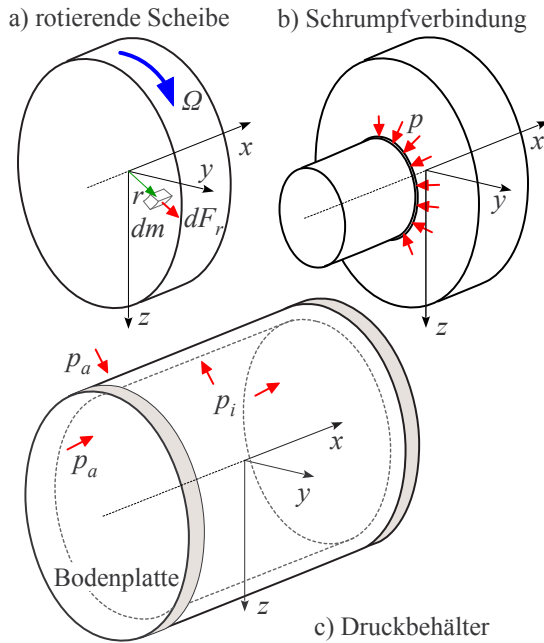 a) rotierende Scheibe
b) Schrumpfverbindung
Ω
p
x
x
y
y
r
dm
dF_r
z
z
p_a
p_i
p_a
x
y
Bodenplatte
z
c) Druckbehälter